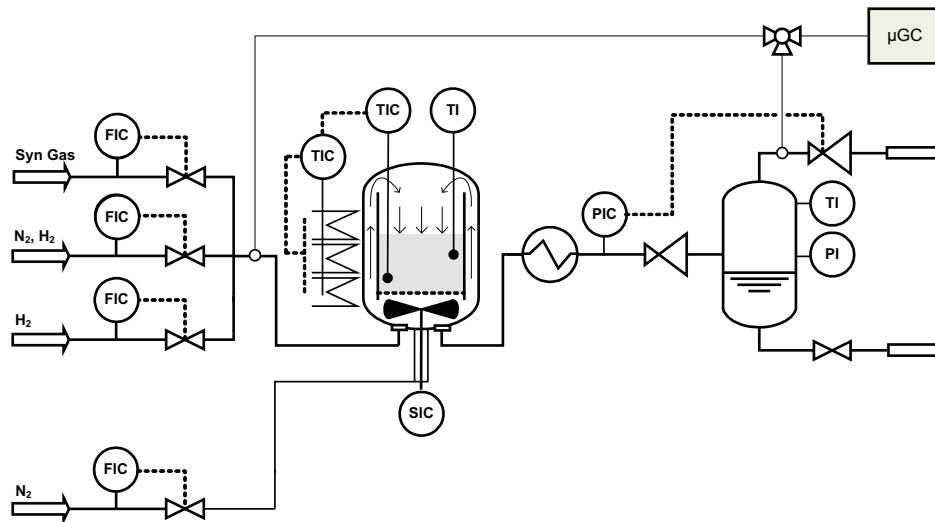 µGC
FIC
TIC
TI
TIC
Syn Gas
FIC
PIC
TI
N₂, H₂
PI
FIC
H₂
SIC
FIC
N₂